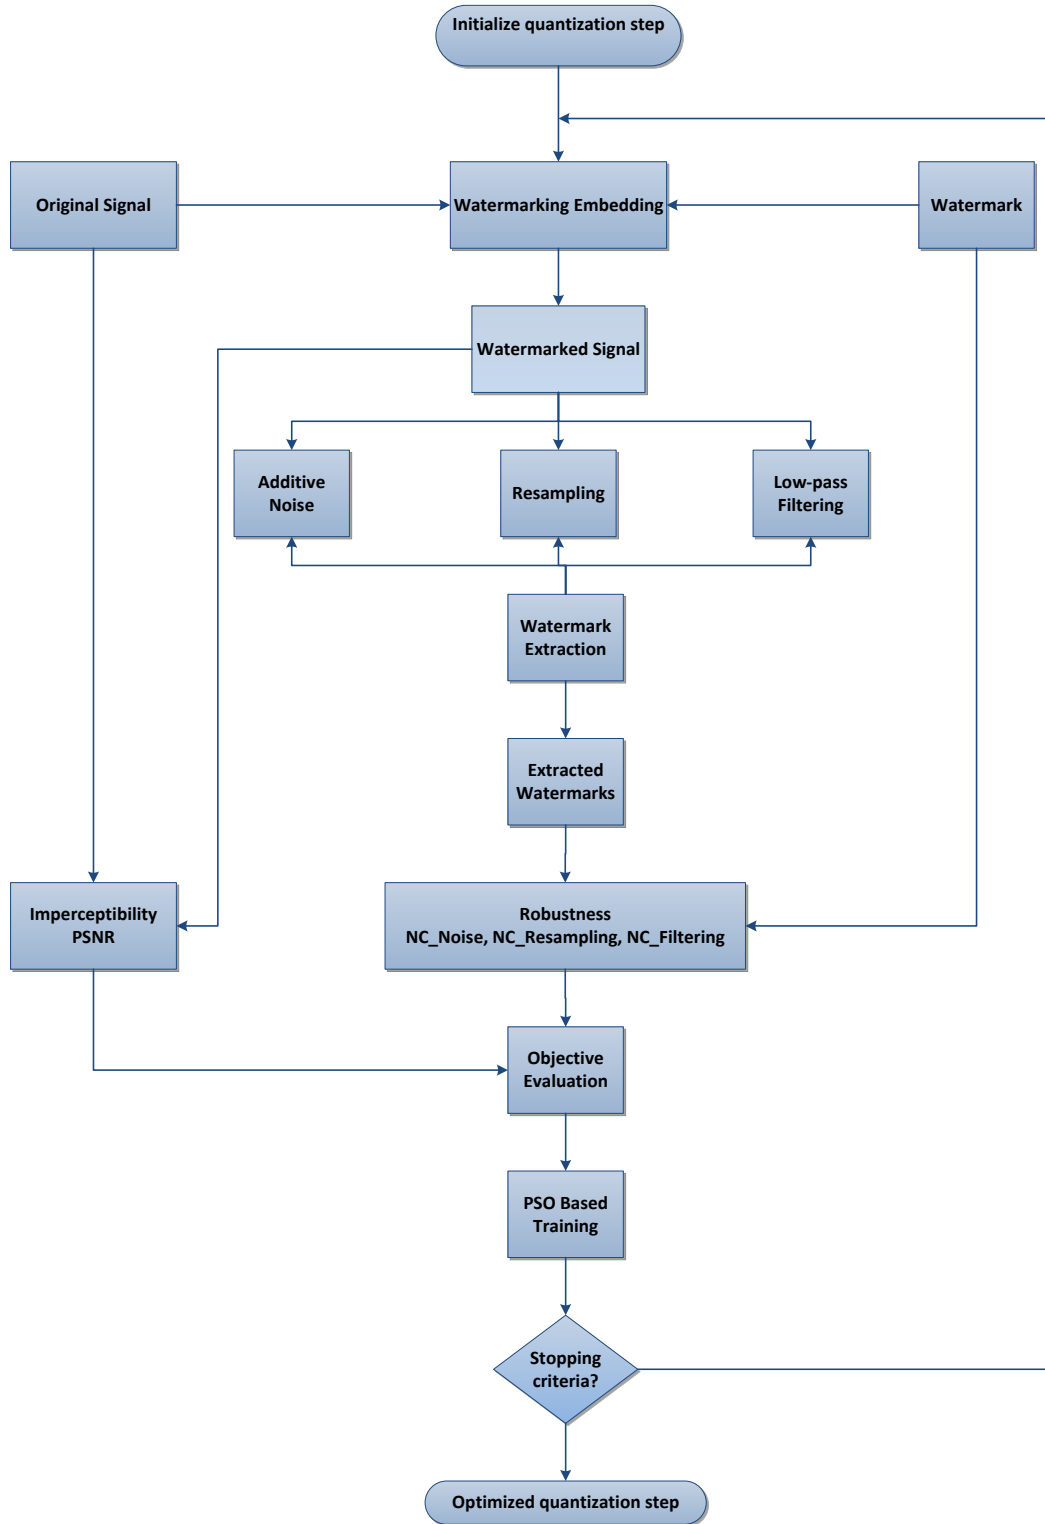 Initialize quantization step
Original Signal
Watermarking Embedding
Watermark
Watermarked Signal
Additive
Noise
Resampling
Low-pass
Filtering
Watermark
Extraction
Extracted
Watermarks
Imperceptibility
PSNR
Robustness
NC_Noise, NC_Resampling, NC_Filtering
Objective
Evaluation
PSO Based
Training
Stopping
criteria?
Optimized quantization step